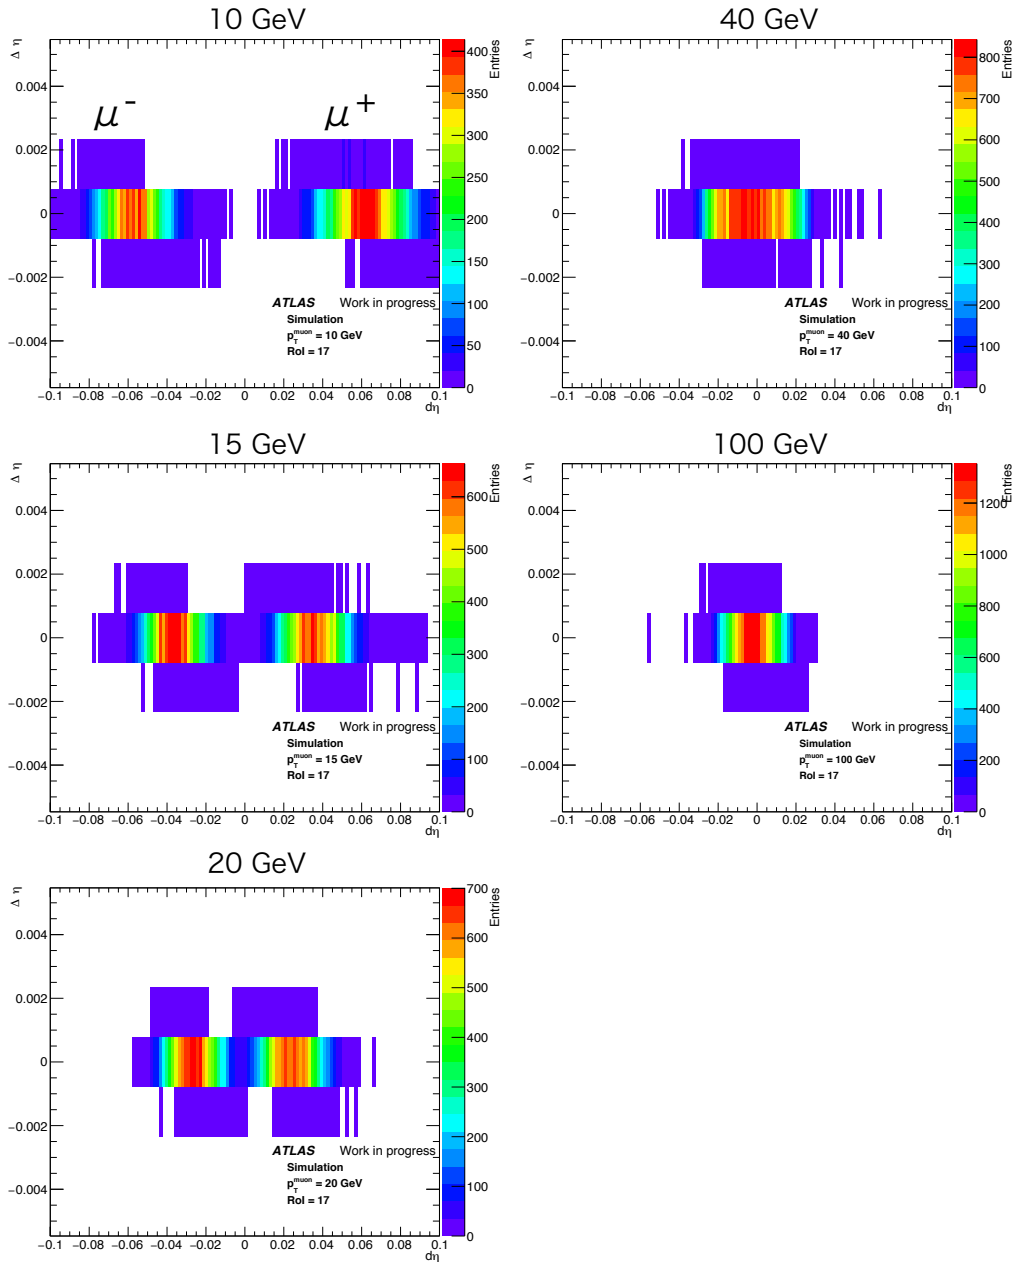 10 GeV
Δ η
0.004
0.002
0
−0.002
−0.004
μ-
μ+
ATLAS Work in progress
Simulation
p_T^muon = 10 GeV
RoI = 17
−0.1 −0.08 −0.06 −0.04 −0.02 0 0.02 0.04 0.06 0.08 0.1
dη
400
350
300
250
200
150
100
50
0
Entries
40 GeV
Δ η
0.004
0.002
0
−0.002
−0.004
ATLAS Work in progress
Simulation
p_T^muon = 40 GeV
RoI = 17
−0.1 −0.08 −0.06 −0.04 −0.02 0 0.02 0.04 0.06 0.08 0.1
dη
800
700
600
500
400
300
200
100
0
Entries
15 GeV
Δ η
0.004
0.002
0
−0.002
−0.004
ATLAS Work in progress
Simulation
p_T^muon = 15 GeV
RoI = 17
−0.1 −0.08 −0.06 −0.04 −0.02 0 0.02 0.04 0.06 0.08 0.1
dη
600
500
400
300
200
100
0
Entries
100 GeV
Δ η
0.004
0.002
0
−0.002
−0.004
ATLAS Work in progress
Simulation
p_T^muon = 100 GeV
RoI = 17
−0.1 −0.08 −0.06 −0.04 −0.02 0 0.02 0.04 0.06 0.08 0.1
dη
1200
1000
800
600
400
200
0
Entries
20 GeV
Δ η
0.004
0.002
0
−0.002
−0.004
ATLAS Work in progress
Simulation
p_T^muon = 20 GeV
RoI = 17
−0.1 −0.08 −0.06 −0.04 −0.02 0 0.02 0.04 0.06 0.08 0.1
dη
700
600
500
400
300
200
100
0
Entries